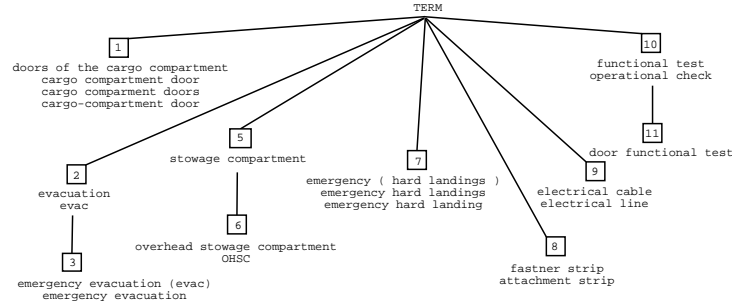 TERM
1
doors of the cargo compartment
cargo compartment door
cargo comparment doors
cargo-compartment door
10
functional test
operational check
5
stowage compartment
11
door functional test
7
emergency ( hard landings )
emergency hard landings
emergency hard landing
2
evacuation
evac
9
electrical cable
electrical line
6
overhead stowage compartment
OHSC
8
fastner strip
attachment strip
3
emergency evacuation (evac)
emergency evacuation